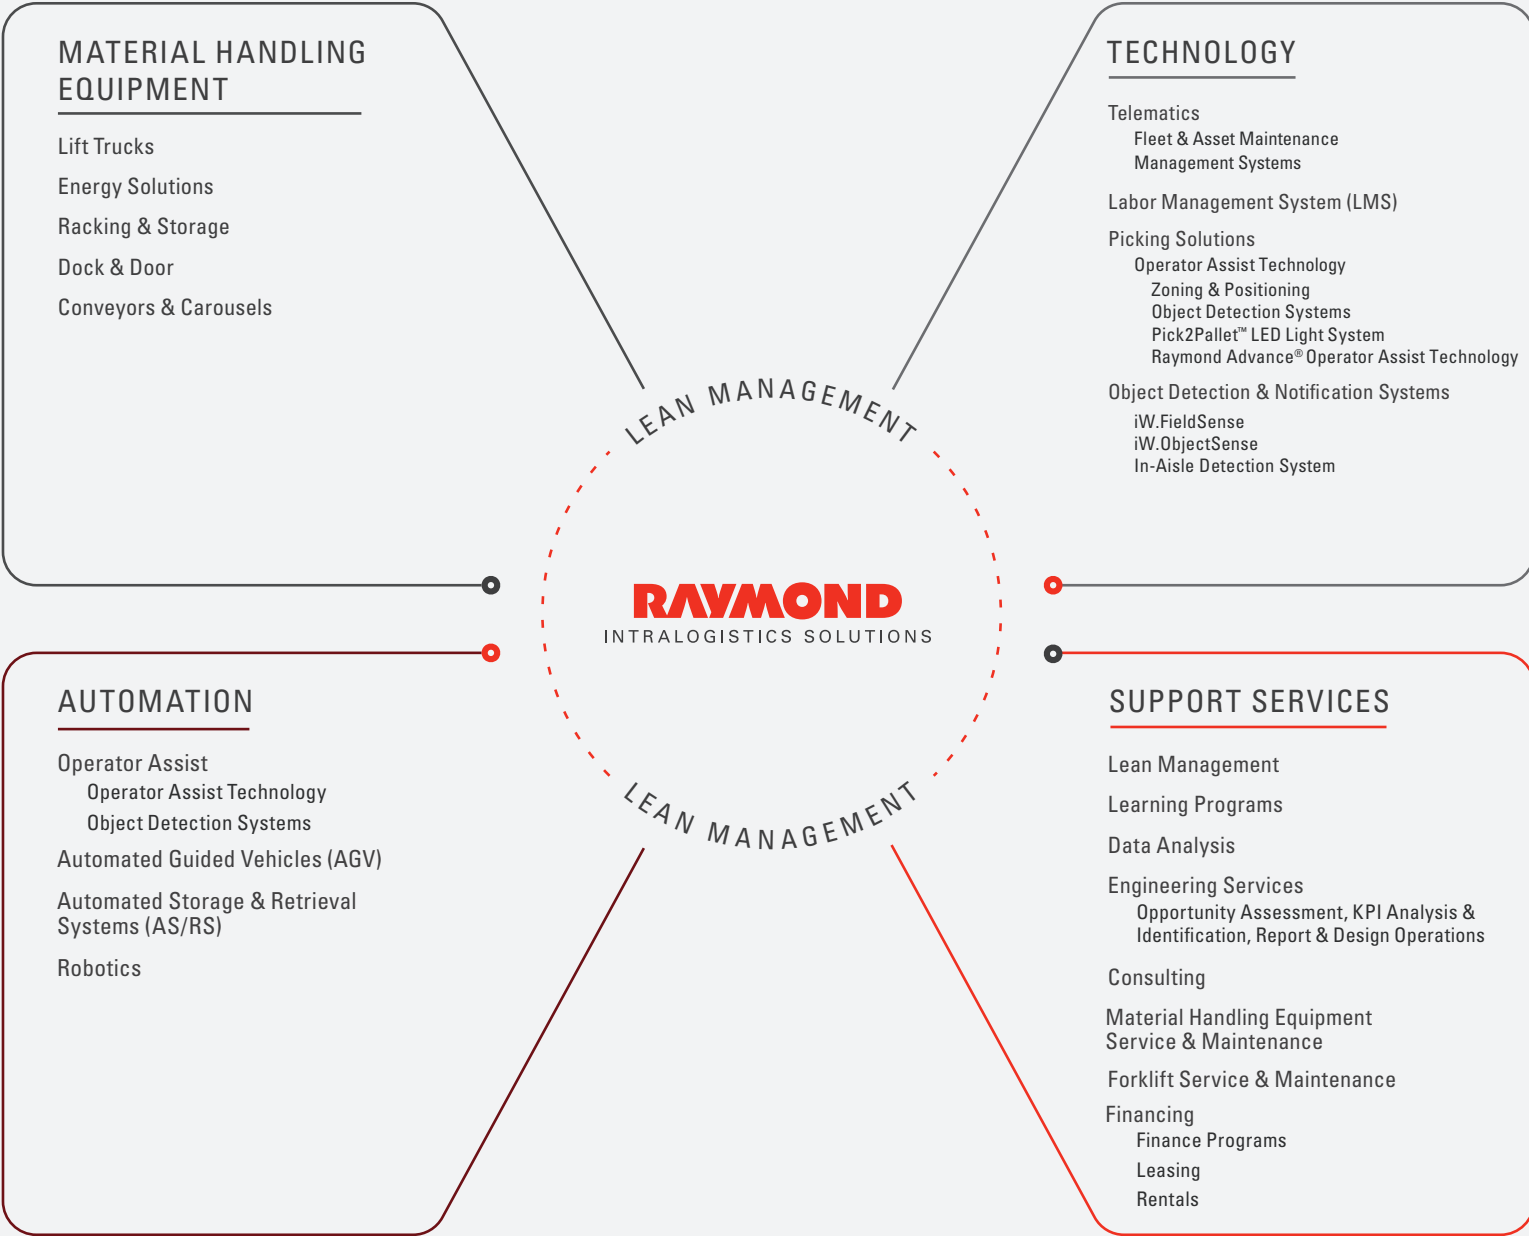 MATERIAL HANDLING
EQUIPMENT
Lift Trucks
Energy Solutions
Racking & Storage
Dock & Door
Conveyors & Carousels
TECHNOLOGY
Telematics
Fleet & Asset Maintenance
Management Systems
Labor Management System (LMS)
Picking Solutions
Operator Assist Technology
Zoning & Positioning
Object Detection Systems
Pick2Pallet™ LED Light System
Raymond Advance® Operator Assist Technology
Object Detection & Notification Systems
iW.FieldSense
iW.ObjectSense
In-Aisle Detection System
LEAN MANAGEMENT
RAYMOND
INTRALOGISTICS SOLUTIONS
LEAN MANAGEMENT
AUTOMATION
Operator Assist
Operator Assist Technology
Object Detection Systems
Automated Guided Vehicles (AGV)
Automated Storage & Retrieval
Systems (AS/RS)
Robotics
SUPPORT SERVICES
Lean Management
Learning Programs
Data Analysis
Engineering Services
Opportunity Assessment, KPI Analysis &
Identification, Report & Design Operations
Consulting
Material Handling Equipment
Service & Maintenance
Forklift Service & Maintenance
Financing
Finance Programs
Leasing
Rentals